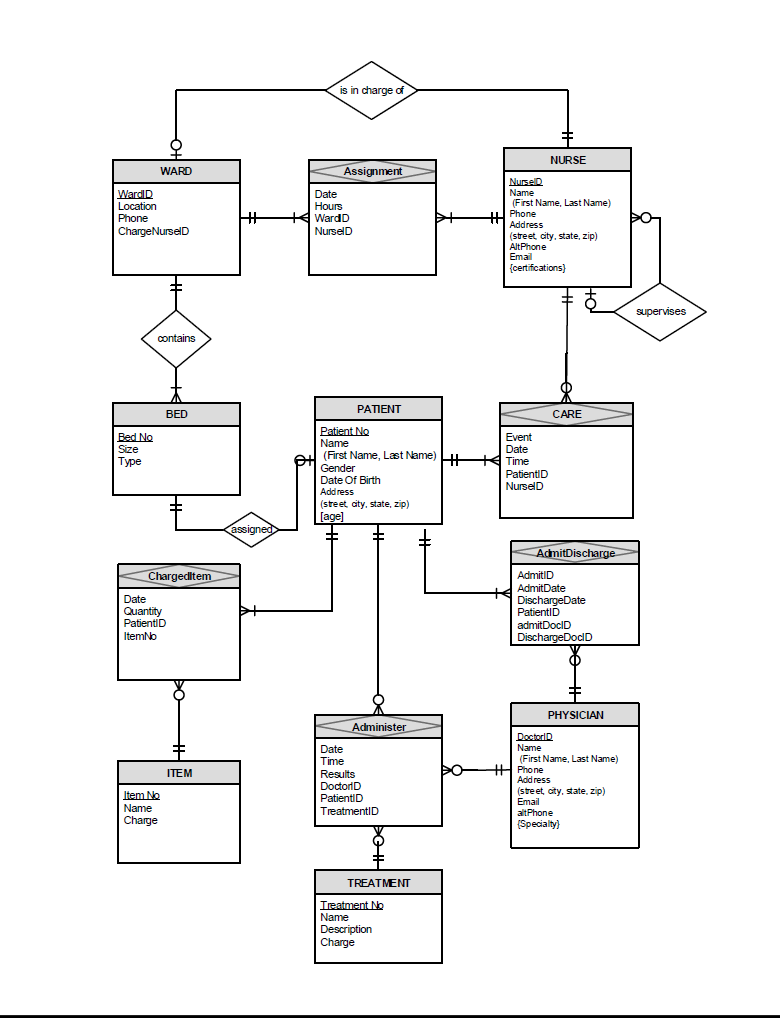 is in charge of
WARD
WardID
Location
Phone
ChargeNurseID
Assignment
Date
Hours
WardID
NurseID
NURSE
NurseID
Name
(First Name, Last Name)
Phone
Address
(street, city, state, zip)
AltPhone
Email
{certifications}
supervises
contains
BED
Bed No
Size
Type
PATIENT
Patient No
Name
(First Name, Last Name)
Gender
Date Of Birth
Address
(street, city, state, zip)
[age]
CARE
Event
Date
Time
PatientID
NurseID
assigned
ChargedItem
Date
Quantity
PatientID
ItemNo
AdmitDischarge
AdmitID
AdmitDate
DischargeDate
PatientID
admitDocID
DischargeDocID
ITEM
Item No
Name
Charge
Administer
Date
Time
Results
DoctorID
PatientID
TreatmentID
PHYSICIAN
DoctorID
Name
(First Name, Last Name)
Phone
Address
(street, city, state, zip)
Email
altPhone
{Specialty}
TREATMENT
Treatment No
Name
Description
Charge